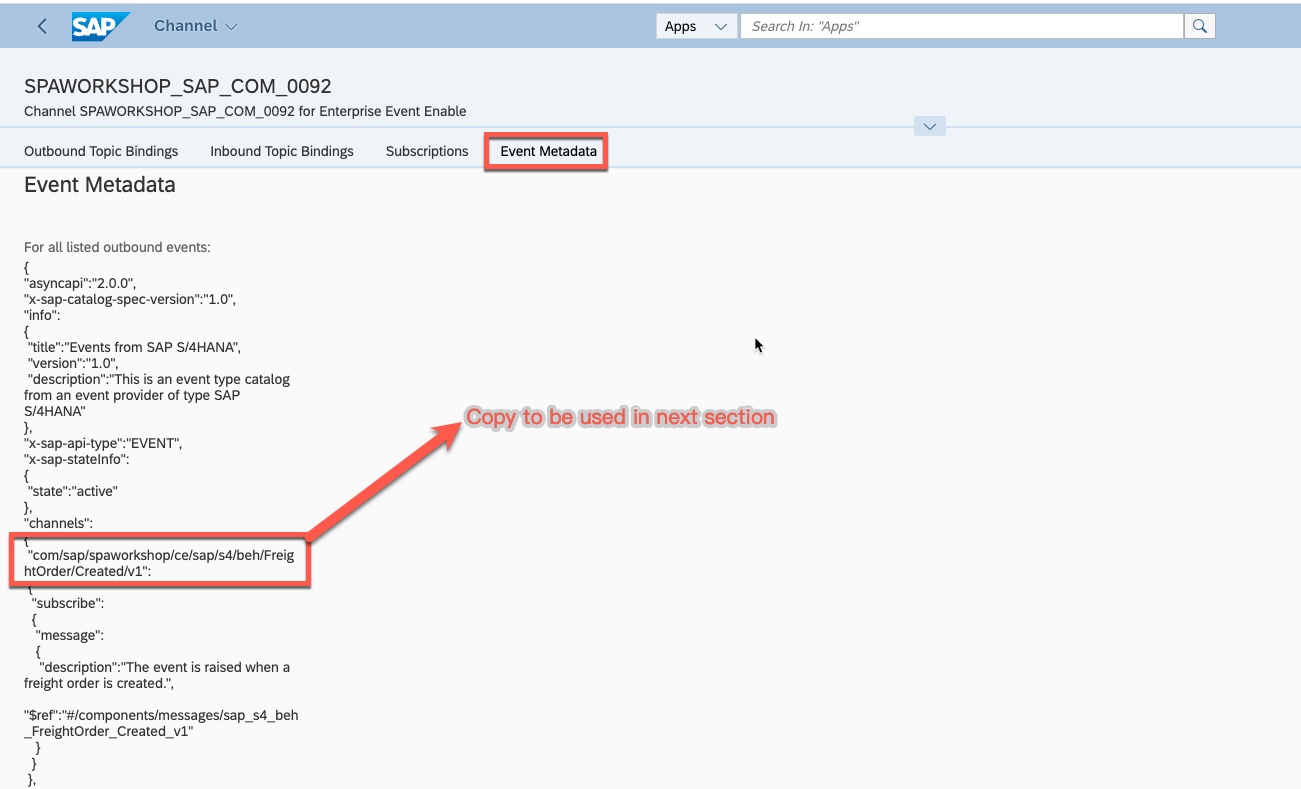 SAP
Channel
Apps
Search In: "Apps"
SPAWORKSHOP_SAP_COM_0092
Channel SPAWORKSHOP_SAP_COM_0092 for Enterprise Event Enable
Outbound Topic Bindings
Inbound Topic Bindings
Subscriptions
Event Metadata
Event Metadata
For all listed outbound events:
{
"asyncapi":"2.0.0",
"x-sap-catalog-spec-version":"1.0",
"info":
{
"title":"Events from SAP S/4HANA",
"version":"1.0",
"description":"This is an event type catalog
from an event provider of type SAP
S/4HANA"
},
Copy to be used in next section
"x-sap-api-type":"EVENT",
"x-sap-stateInfo":
{
"state":"active"
},
"channels":
{
"com/sap/spaworkshop/ce/sap/s4/beh/Freig
htOrder/Created/v1":
{
"subscribe":
{
"message":
{
"description":"The event is raised when a
freight order is created.",
"$ref":"#/components/messages/sap_s4_beh
_FreightOrder_Created_v1"
}
}
},